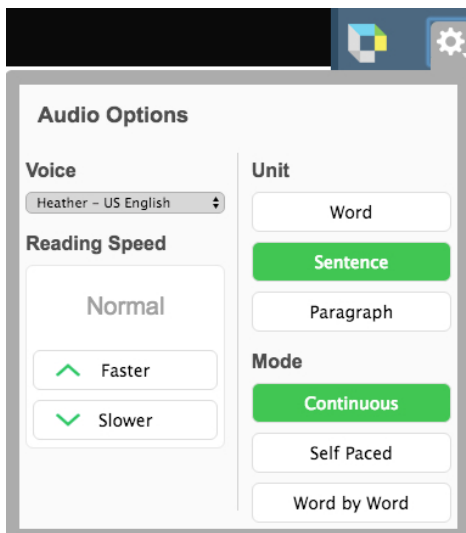 Audio Options
Voice
Heather – US English
Reading Speed
Normal
Faster
Slower
Unit
Word
Sentence
Paragraph
Mode
Continuous
Self Paced
Word by Word